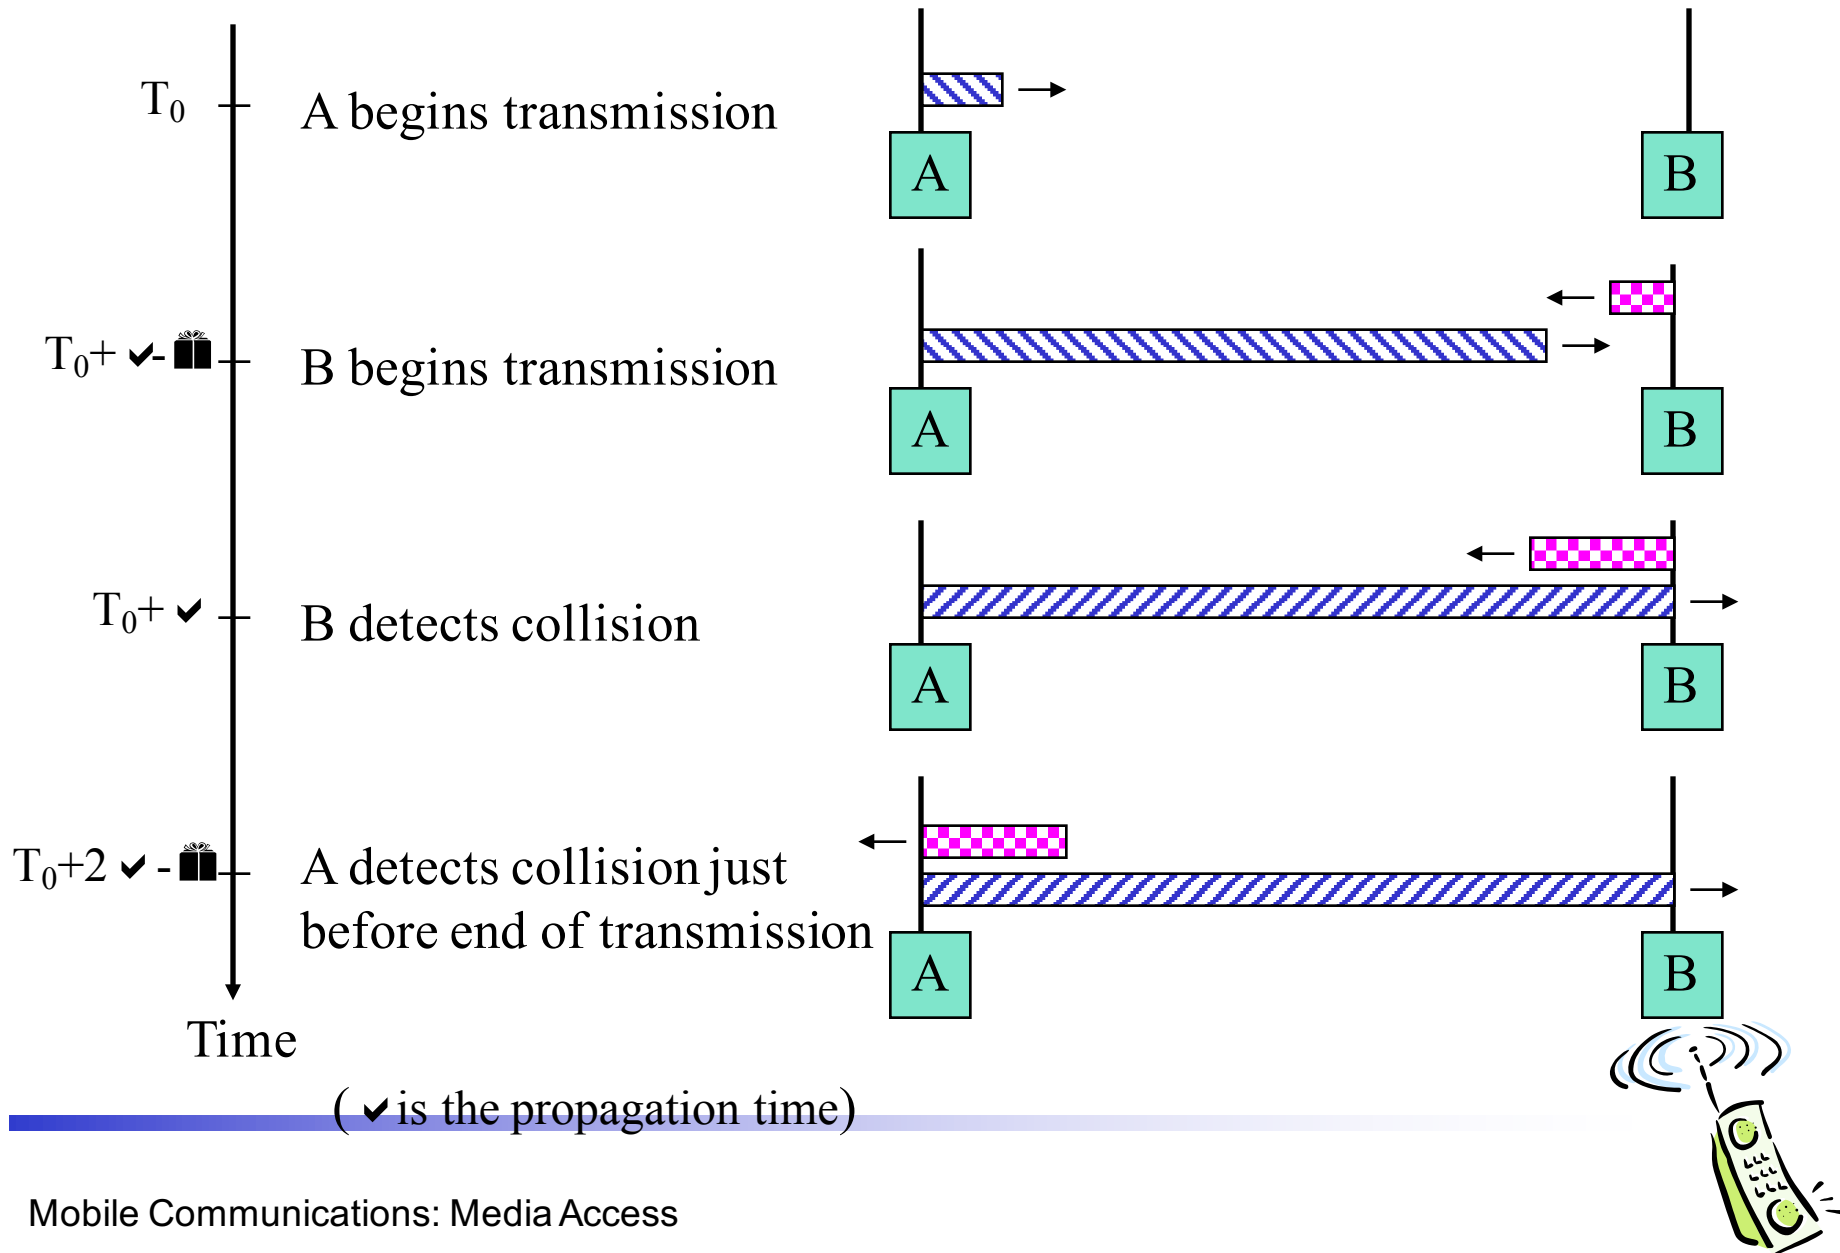 T₀ A begins transmission
A B
T₀+ ✔- 🎁 B begins transmission
A B
T₀+ ✔ B detects collision
A B
T₀+2 ✔ - 🎁 A detects collision just
before end of transmission
A B
Time
( ✔ is the propagation time)
Mobile Communications: Media Access